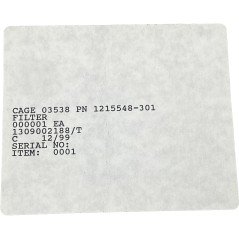 CAGE 03538 PN 1215548-301
FILTER
000001 EA
1309002188/T
C 12/99
SERIAL NO:
ITEM: 0001